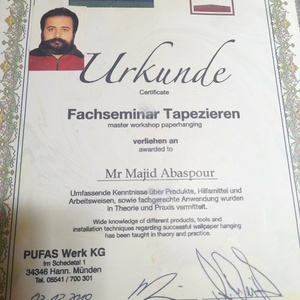 Urkunde
Certificate
Fachseminar Tapezieren
master workshop paperhanging
verliehen an
awarded to
Mr Majid Abaspour
Umfassende Kenntnisse über Produkte, Hilfsmittel und
Arbeitsweisen, sowie fachgerechte Anwendung wurden
in Theorie und Praxis vermittelt.
Wide knowledge of different products, tools and
installation techniques regarding successful wallpaper hanging
has been taught in theory and practice.
PUFAS Werk KG
Im Schedetal 1
34346 Hann. Münden
Tel. 05541 / 700 301